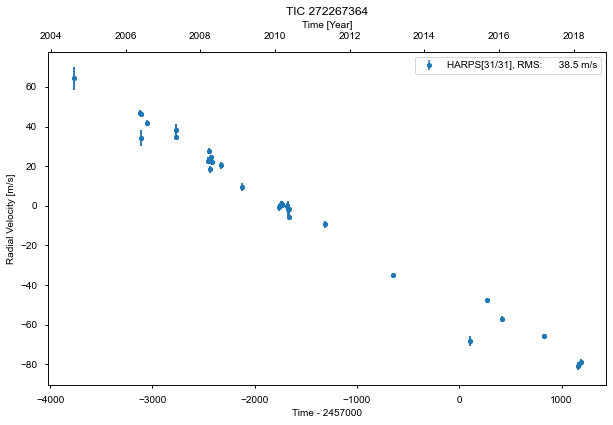 TIC 272267364
Time [Year]
2004 2006 2008 2010 2012 2014 2016 2018
HARPS[31/31], RMS: 38.5 m/s
Radial Velocity [m/s]
60
40
20
0
−20
−40
−60
−80
−4000 −3000 −2000 −1000 0 1000
Time - 2457000